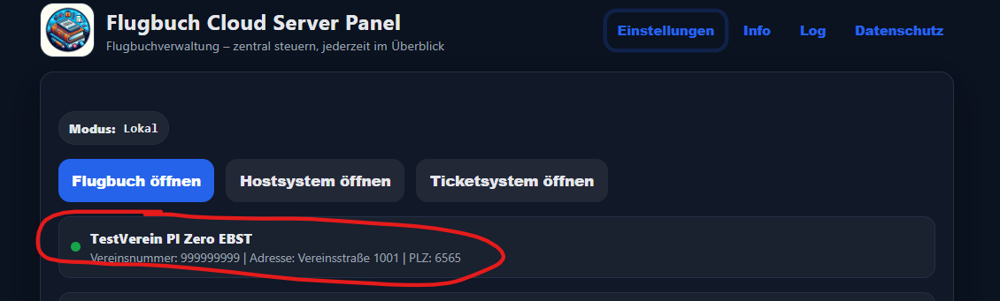 Flugbuch Cloud Server Panel
Flugbuchverwaltung – zentral steuern, jederzeit im Überblick
Einstellungen Info Log Datenschutz
Modus: Lokal
Flugbuch öffnen Hostsystem öffnen Ticketsystem öffnen
TestVerein PI Zero EBST
Vereinsnummer: 999999999 | Adresse: Vereinsstraße 1001 | PLZ: 6565